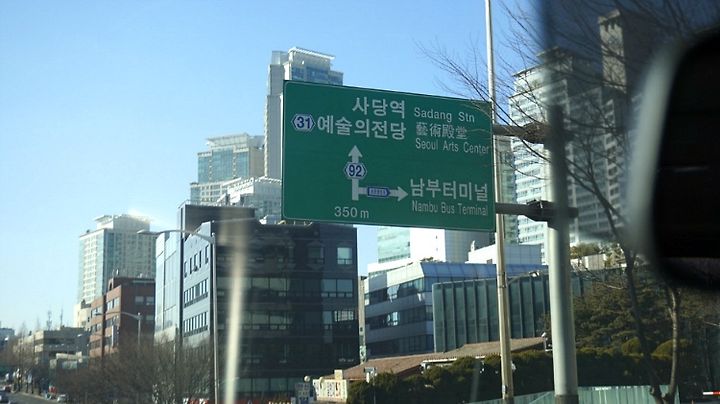 사당역 Sadang Stn
31 예술의전당 藝術殿堂
Seoul Arts Center
92
남부터미널
Nambu Bus Terminal
350 m